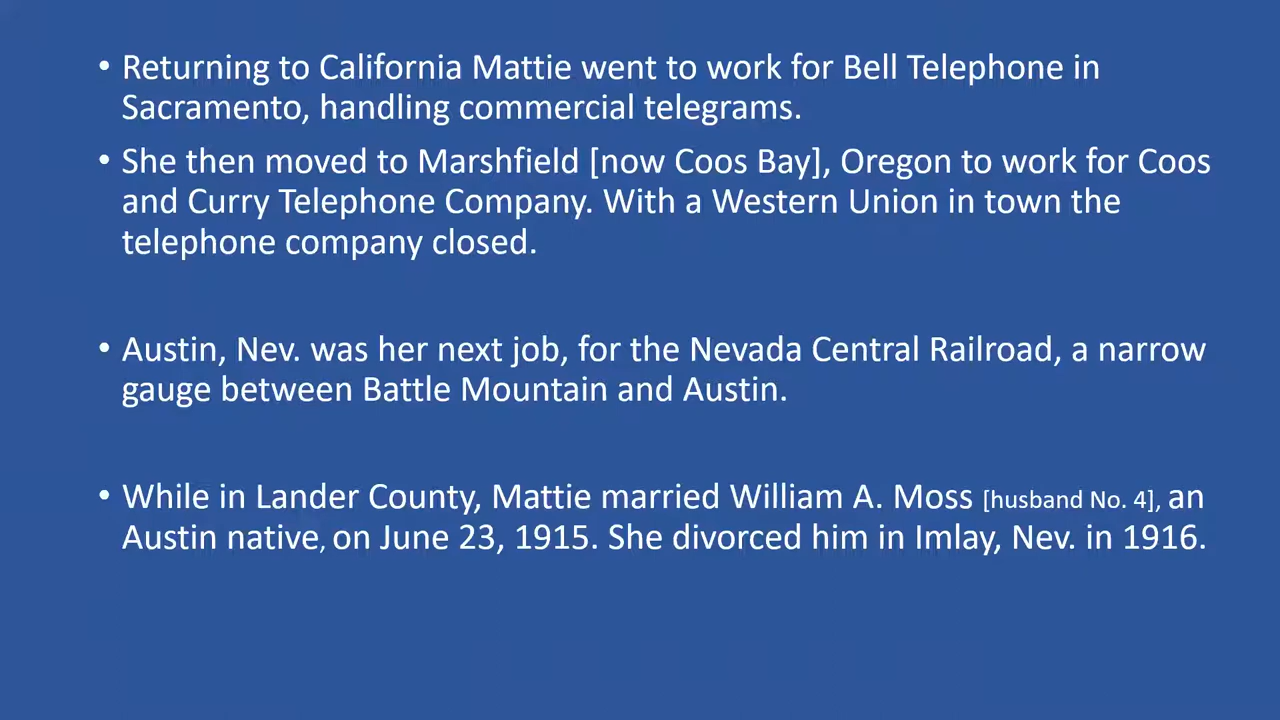 • Returning to California Mattie went to work for Bell Telephone in
Sacramento, handling commercial telegrams.
• She then moved to Marshfield [now Coos Bay], Oregon to work for Coos
and Curry Telephone Company. With a Western Union in town the
telephone company closed.
• Austin, Nev. was her next job, for the Nevada Central Railroad, a narrow
gauge between Battle Mountain and Austin.
• While in Lander County, Mattie married William A. Moss [husband No. 4], an
Austin native, on June 23, 1915. She divorced him in Imlay, Nev. in 1916.